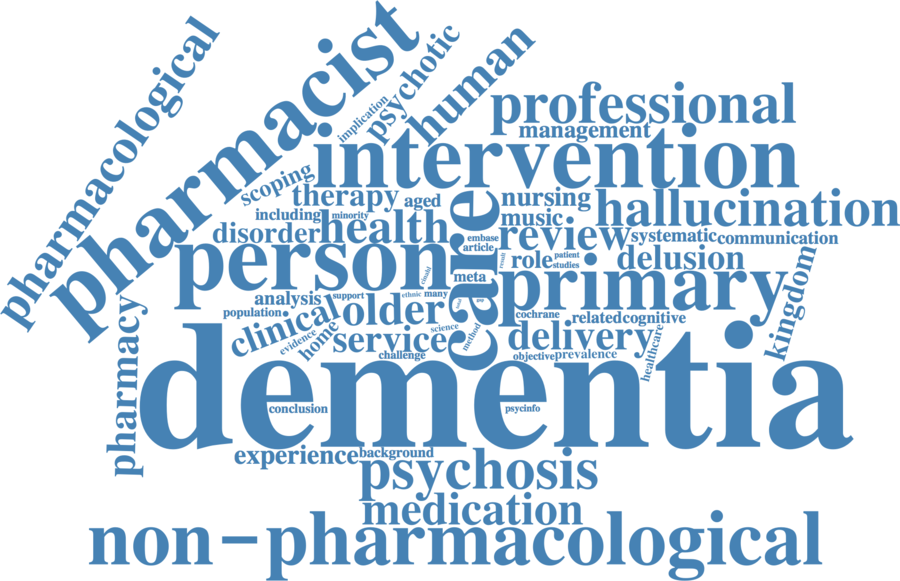 pharmacological
pharmacist
psychotic
human
implication
professional
management
intervention
scoping
therapy
aged
nursing
hallucination
including
minority
music
disorder
health
care
embase
article
review
systematic
communication
person
result
role
patient
studies
delusion
cinahl
meta
primary
kingdom
analysis
support
ethnic
many
population
older
cochrane
related
cognitive
clinical
science
method
evidence
home
service
delivery
healthcare
challenge
objective
prevalence
pharmacy
dementia
conclusion
psycinfo
experience
background
psychosis
medication
non-pharmacological